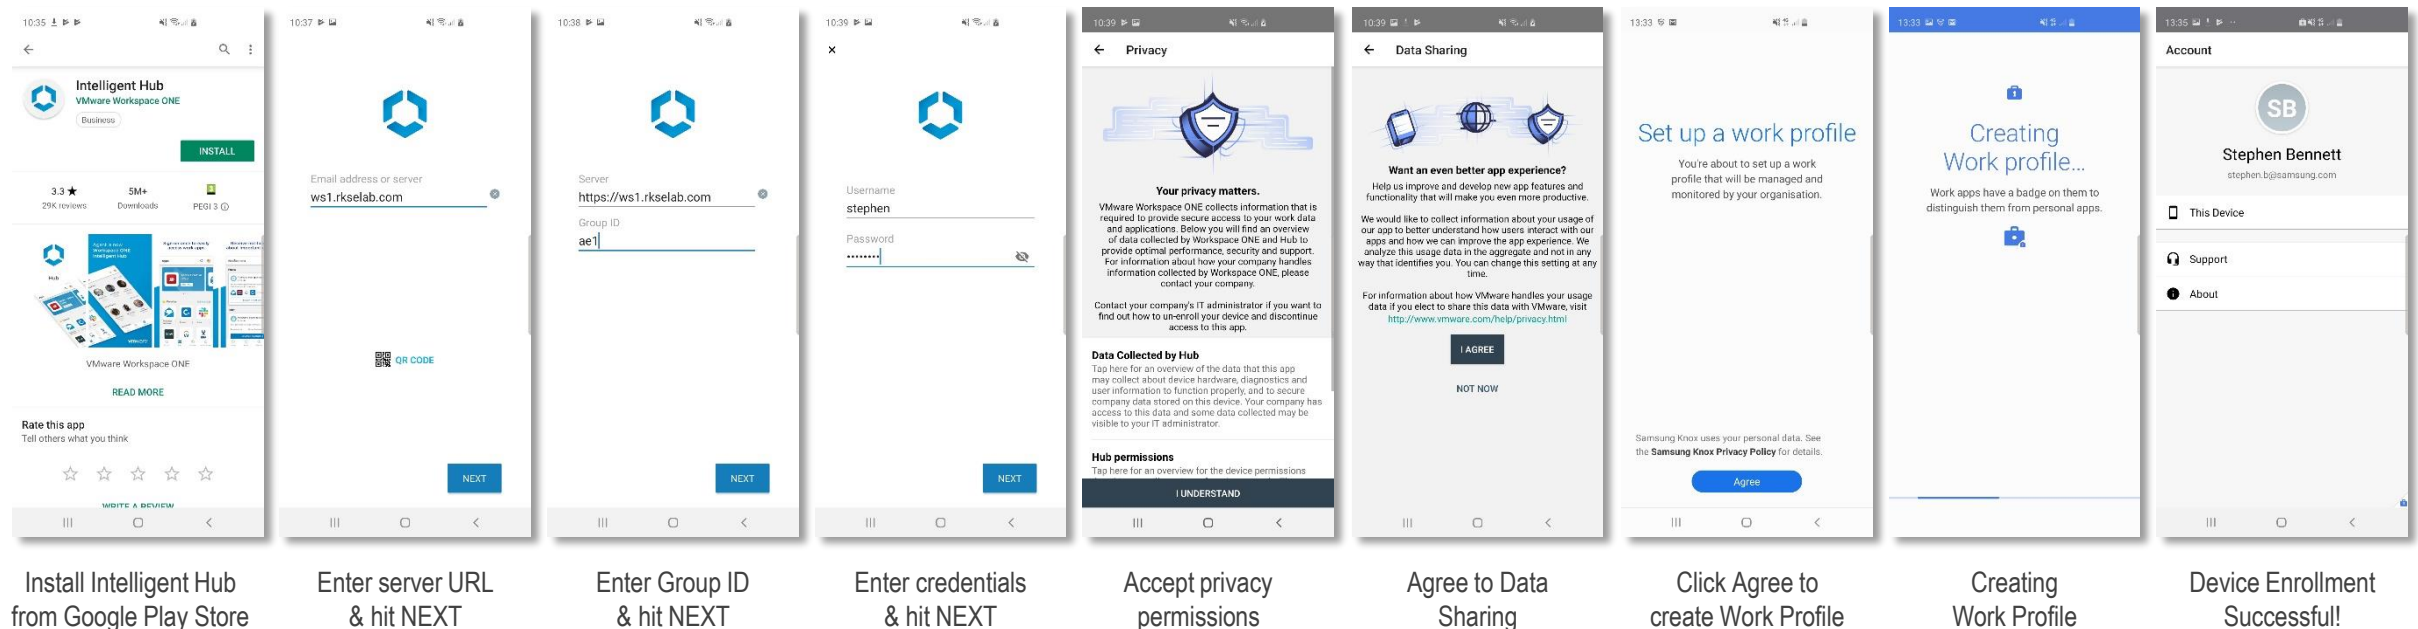 10:35
Intelligent Hub
VMware Workspace ONE
Business
INSTALL
3.3 ★
29K reviews
5M+
Downloads
PEGI 3
Hub
VMware Workspace ONE
READ MORE
Rate this app
Tell others what you think
WRITE A REVIEW
Install Intelligent Hub
from Google Play Store
10:37
Email address or server
ws1.rkselab.com
QR CODE
NEXT
Enter server URL
& hit NEXT
10:38
Server
https://ws1.rkselab.com
Group ID
ae1
NEXT
Enter Group ID
& hit NEXT
10:39
Username
stephen
Password
••••••••
NEXT
Enter credentials
& hit NEXT
10:39
Privacy
Your privacy matters.
VMware Workspace ONE collects information that is
required to provide secure access to your work data
and applications. Below you will find an overview
of data collected by Workspace ONE and Hub to
provide optimal performance, security and support.
For information about how your company handles
information collected by Workspace ONE, please
contact your company.
Contact your company's IT administrator if you want to
find out how to un-enroll your device and discontinue
access to this app.
Data Collected by Hub
Tap here for an overview of the data that this app
may collect about device hardware, diagnostics and
user information to function properly, and to secure
company data stored on this device. Your company has
access to this data and some data collected may be
visible to your IT administrator.
Hub permissions
Tap here for an overview for the device permissions
I UNDERSTAND
Accept privacy
permissions
10:39
Data Sharing
Want an even better app experience?
Help us improve and develop new app features and
functionality that will make you even more productive.
We would like to collect information about your usage of
our app to better understand how users interact with our
apps and how we can improve the app experience. We
analyze this usage data in the aggregate and not in any
way that identifies you. You can change this setting at any
time.
For information about how VMware handles your usage
data if you elect to share this data with VMware, visit
http://www.vmware.com/help/privacy.html
I AGREE
NOT NOW
Agree to Data
Sharing
13:33
Set up a work profile
You're about to set up a work
profile that will be managed and
monitored by your organisation.
Samsung Knox uses your personal data. See
the Samsung Knox Privacy Policy for details.
Agree
Click Agree to
create Work Profile
13:33
Creating
Work profile...
Work apps have a badge on them to
distinguish them from personal apps.
Creating
Work Profile
13:35
Account
SB
Stephen Bennett
stephen.b@samsung.com
This Device
Support
About
Device Enrollment
Successful!